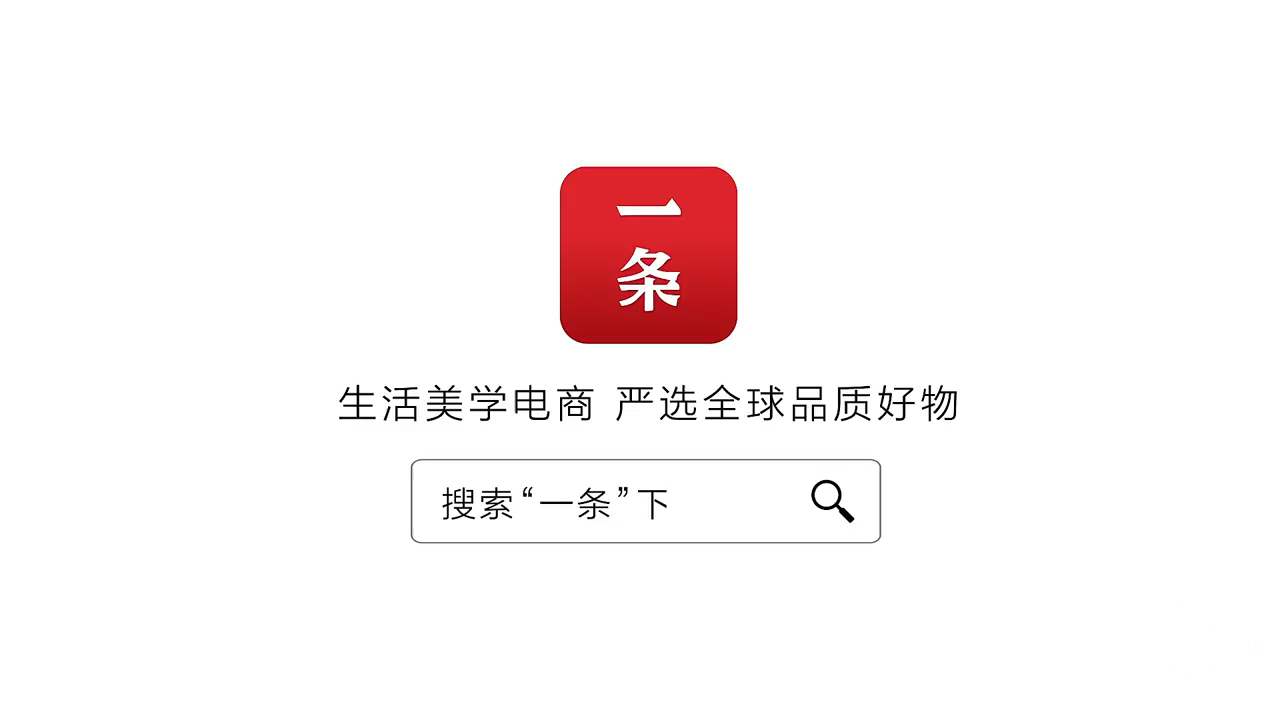 一
条
生活美学电商 严选全球品质好物
搜索“一条”下